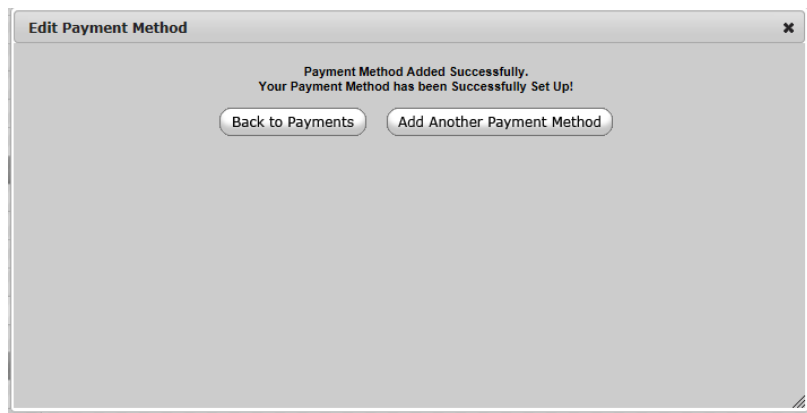 Edit Payment Method
Payment Method Added Successfully.
Your Payment Method has been Successfully Set Up!
Back to Payments
Add Another Payment Method